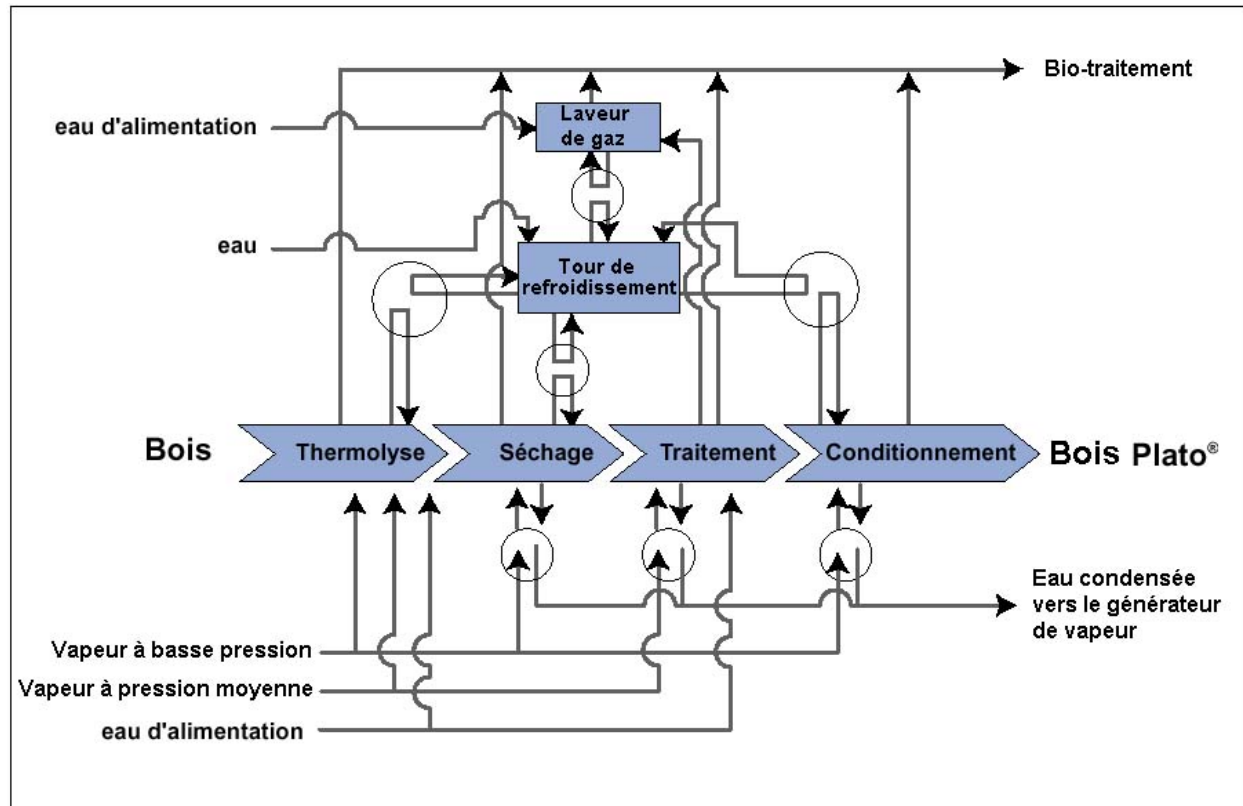 Bio-traitement
eau d'alimentation
Laveur
de gaz
eau
Tour de
refroidissement
Bois
Thermolyse
Séchage
Traitement
Conditionnement
Bois Plato®
Eau condensée
vers le générateur
de vapeur
Vapeur à basse pression
Vapeur à pression moyenne
eau d'alimentation